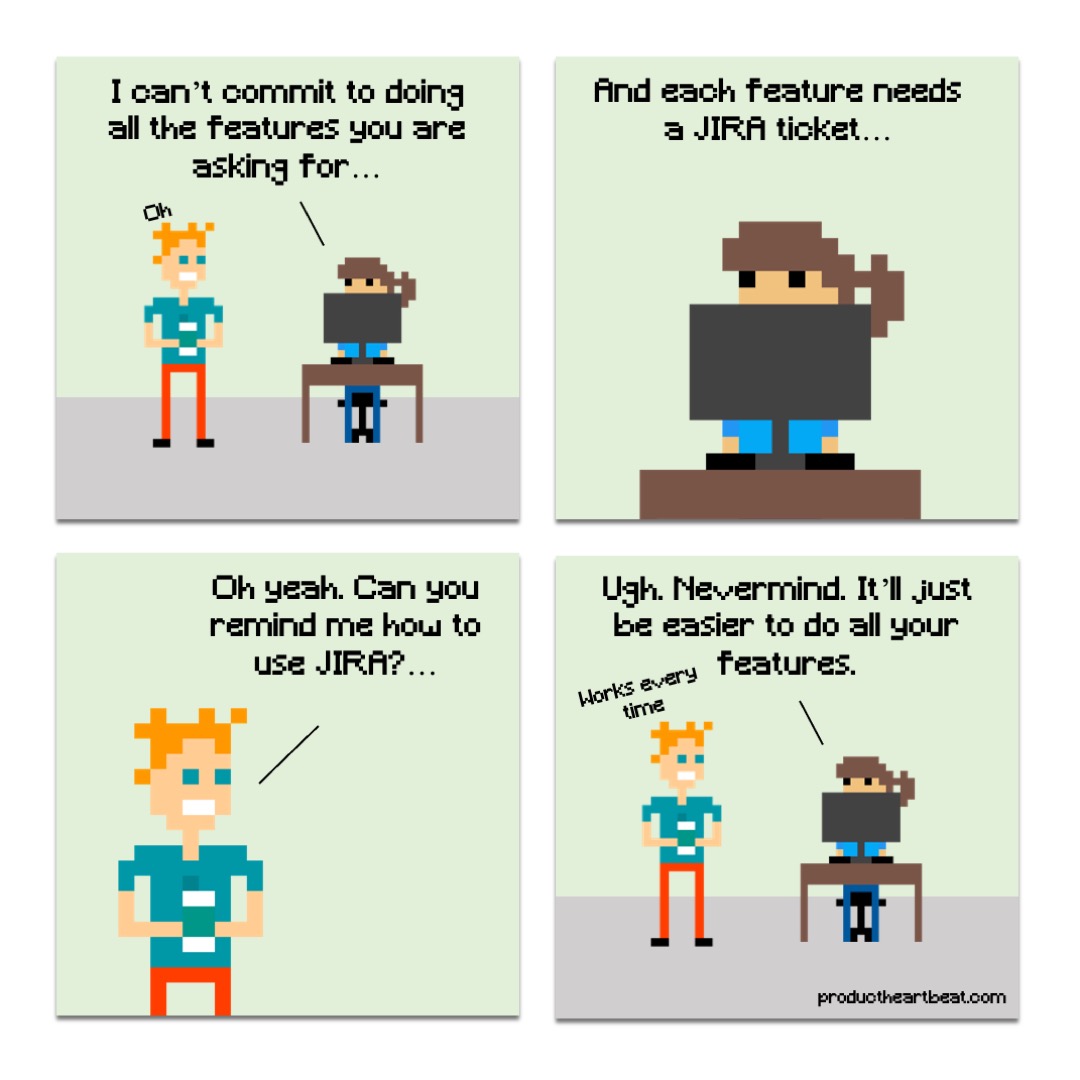 I can't commit to doing
all the features you are
asking for...
Oh
And each feature needs
a JIRA ticket...
Oh yeah. Can you
remind me how to
use JIRA?...
Ugh. Nevermind. It'll just
be easier to do all your
features.
Works every
time
productheartbeat.com